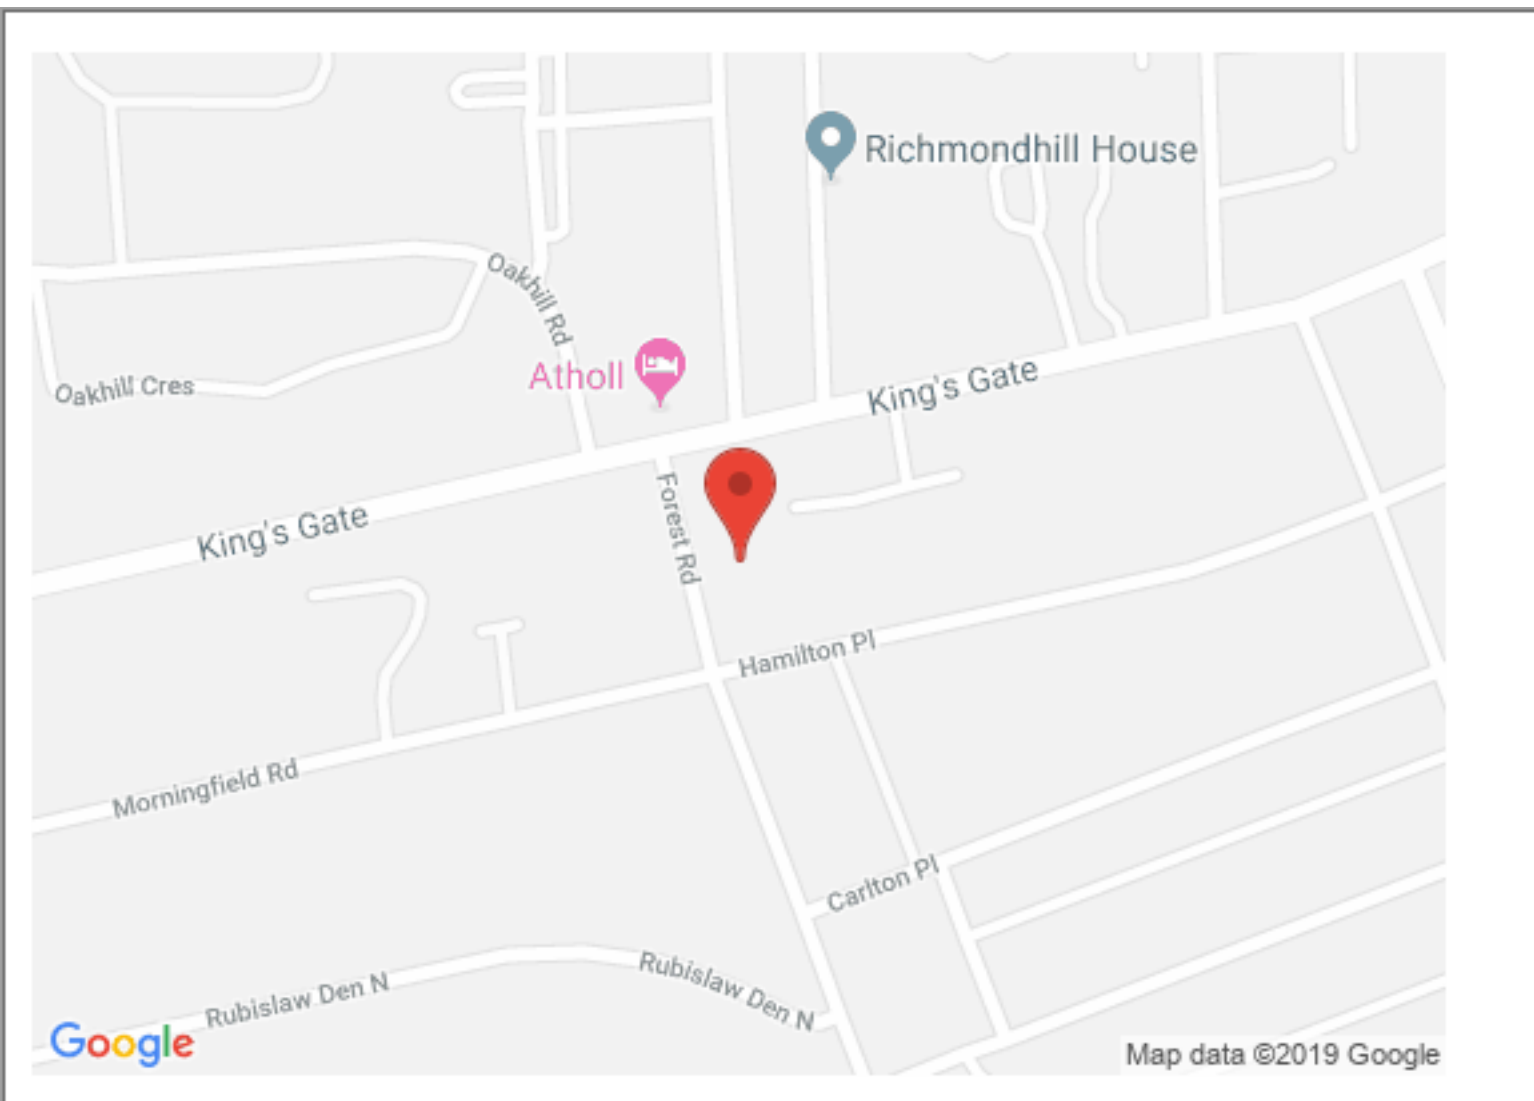 Richmondhill House
Oakhill Rd
Atholl
Oakhill Cres
King's Gate
King's Gate
Forest Rd
Hamilton Pl
Morningfield Rd
Carlton Pl
Rubislaw Den N
Rubislaw Den N
Google
Map data ©2019 Google